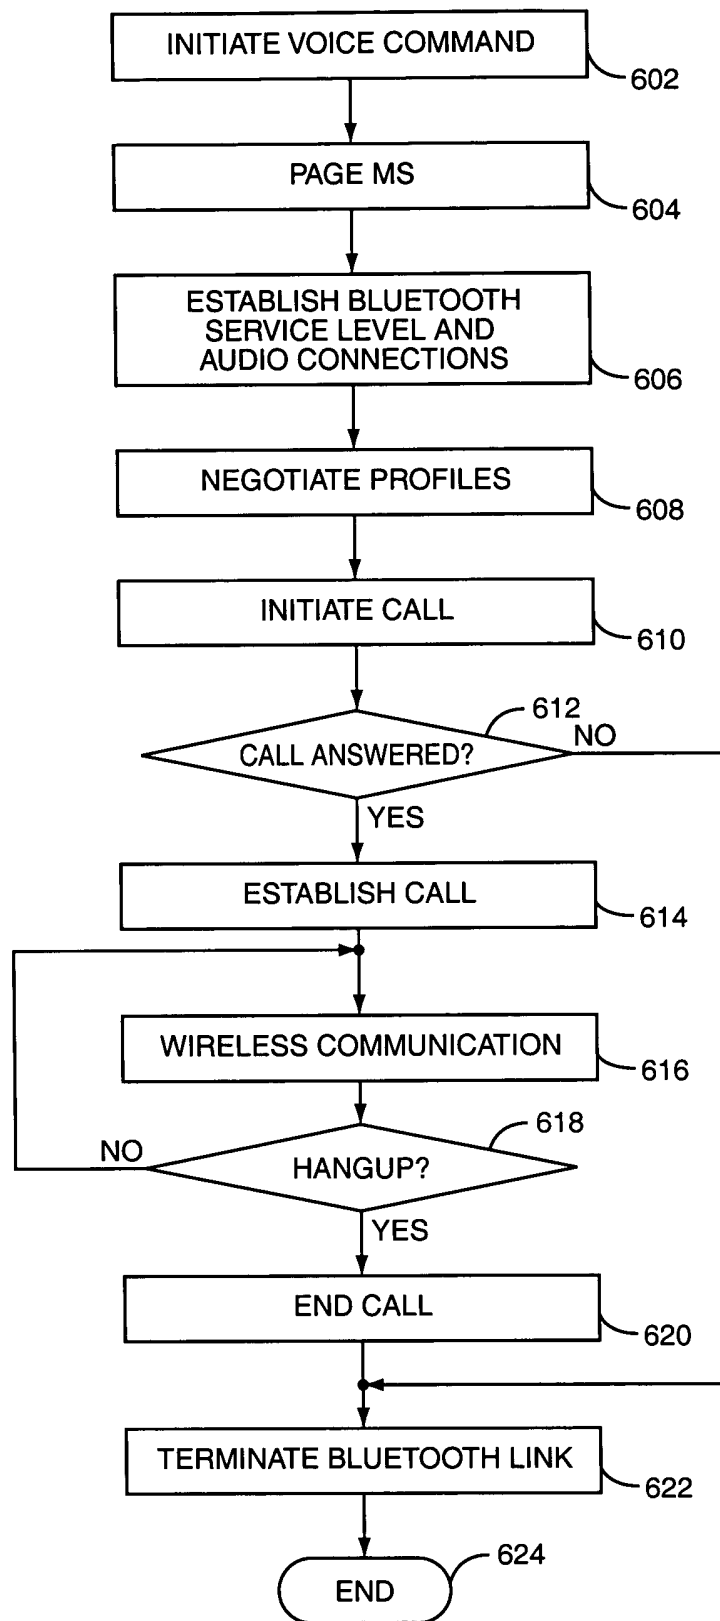 INITIATE VOICE COMMAND
602
PAGE MS
604
ESTABLISH BLUETOOTH
SERVICE LEVEL AND
AUDIO CONNECTIONS
606
NEGOTIATE PROFILES
608
INITIATE CALL
610
612
CALL ANSWERED?
NO
YES
ESTABLISH CALL
614
WIRELESS COMMUNICATION
616
618
NO
HANGUP?
YES
END CALL
620
TERMINATE BLUETOOTH LINK
622
624
END